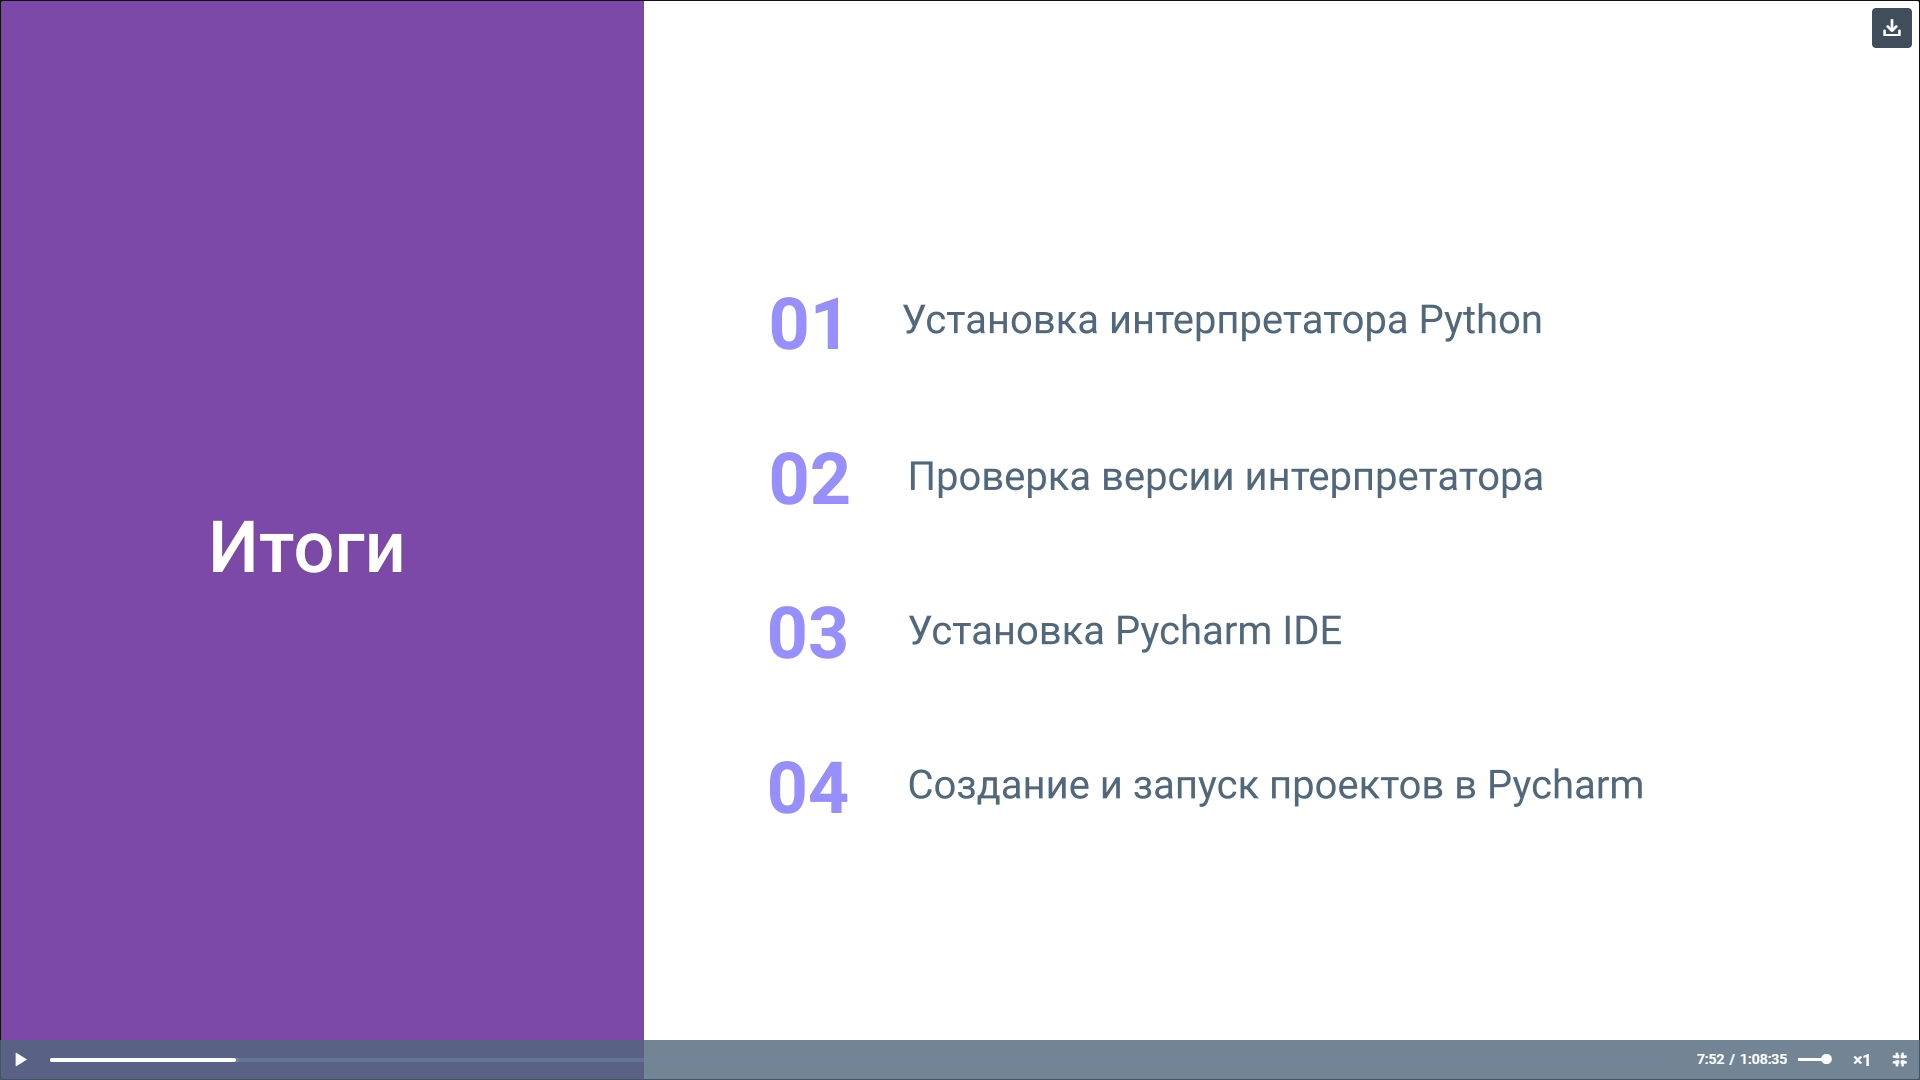 Итоги
01 Установка интерпретатора Python
02 Проверка версии интерпретатора
03 Установка Pycharm IDE
04 Создание и запуск проектов в Pycharm
7:52 / 1:08:35 ×1